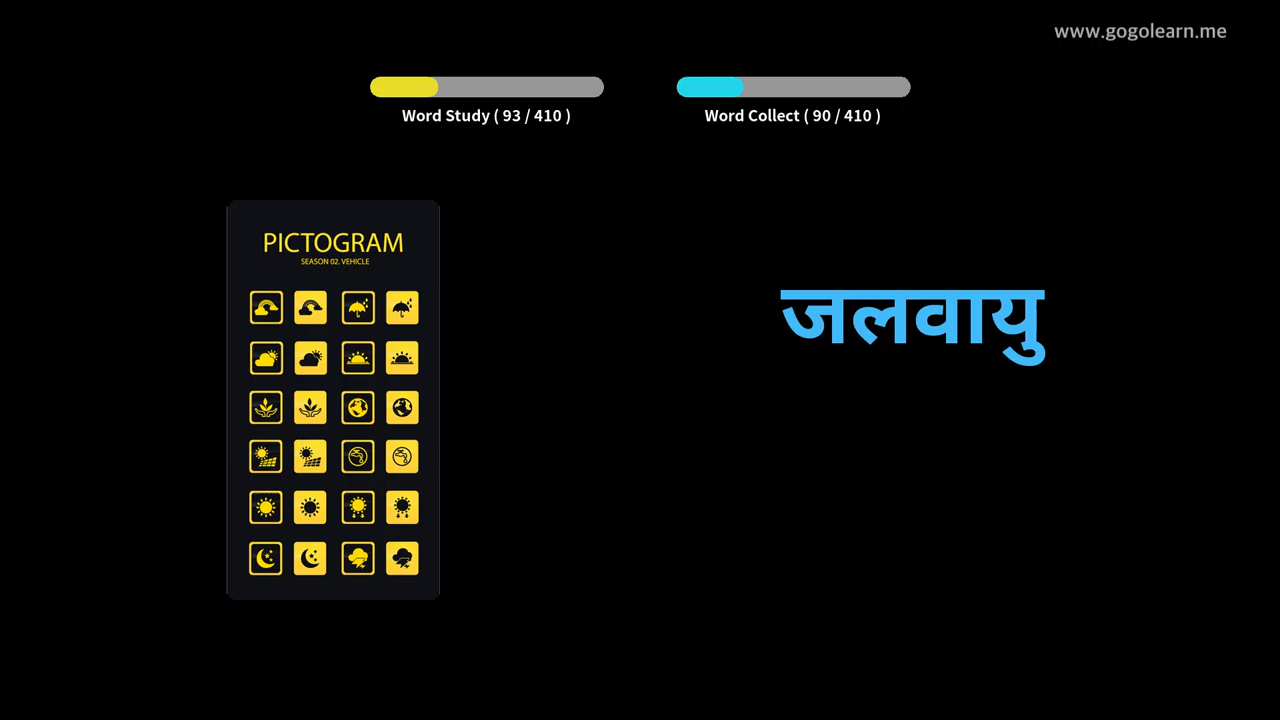 www.gogolearn.me
Word Study ( 93 / 410 )
Word Collect ( 90 / 410 )
PICTOGRAM
SEASON 02. VEHICLE
जलवायु